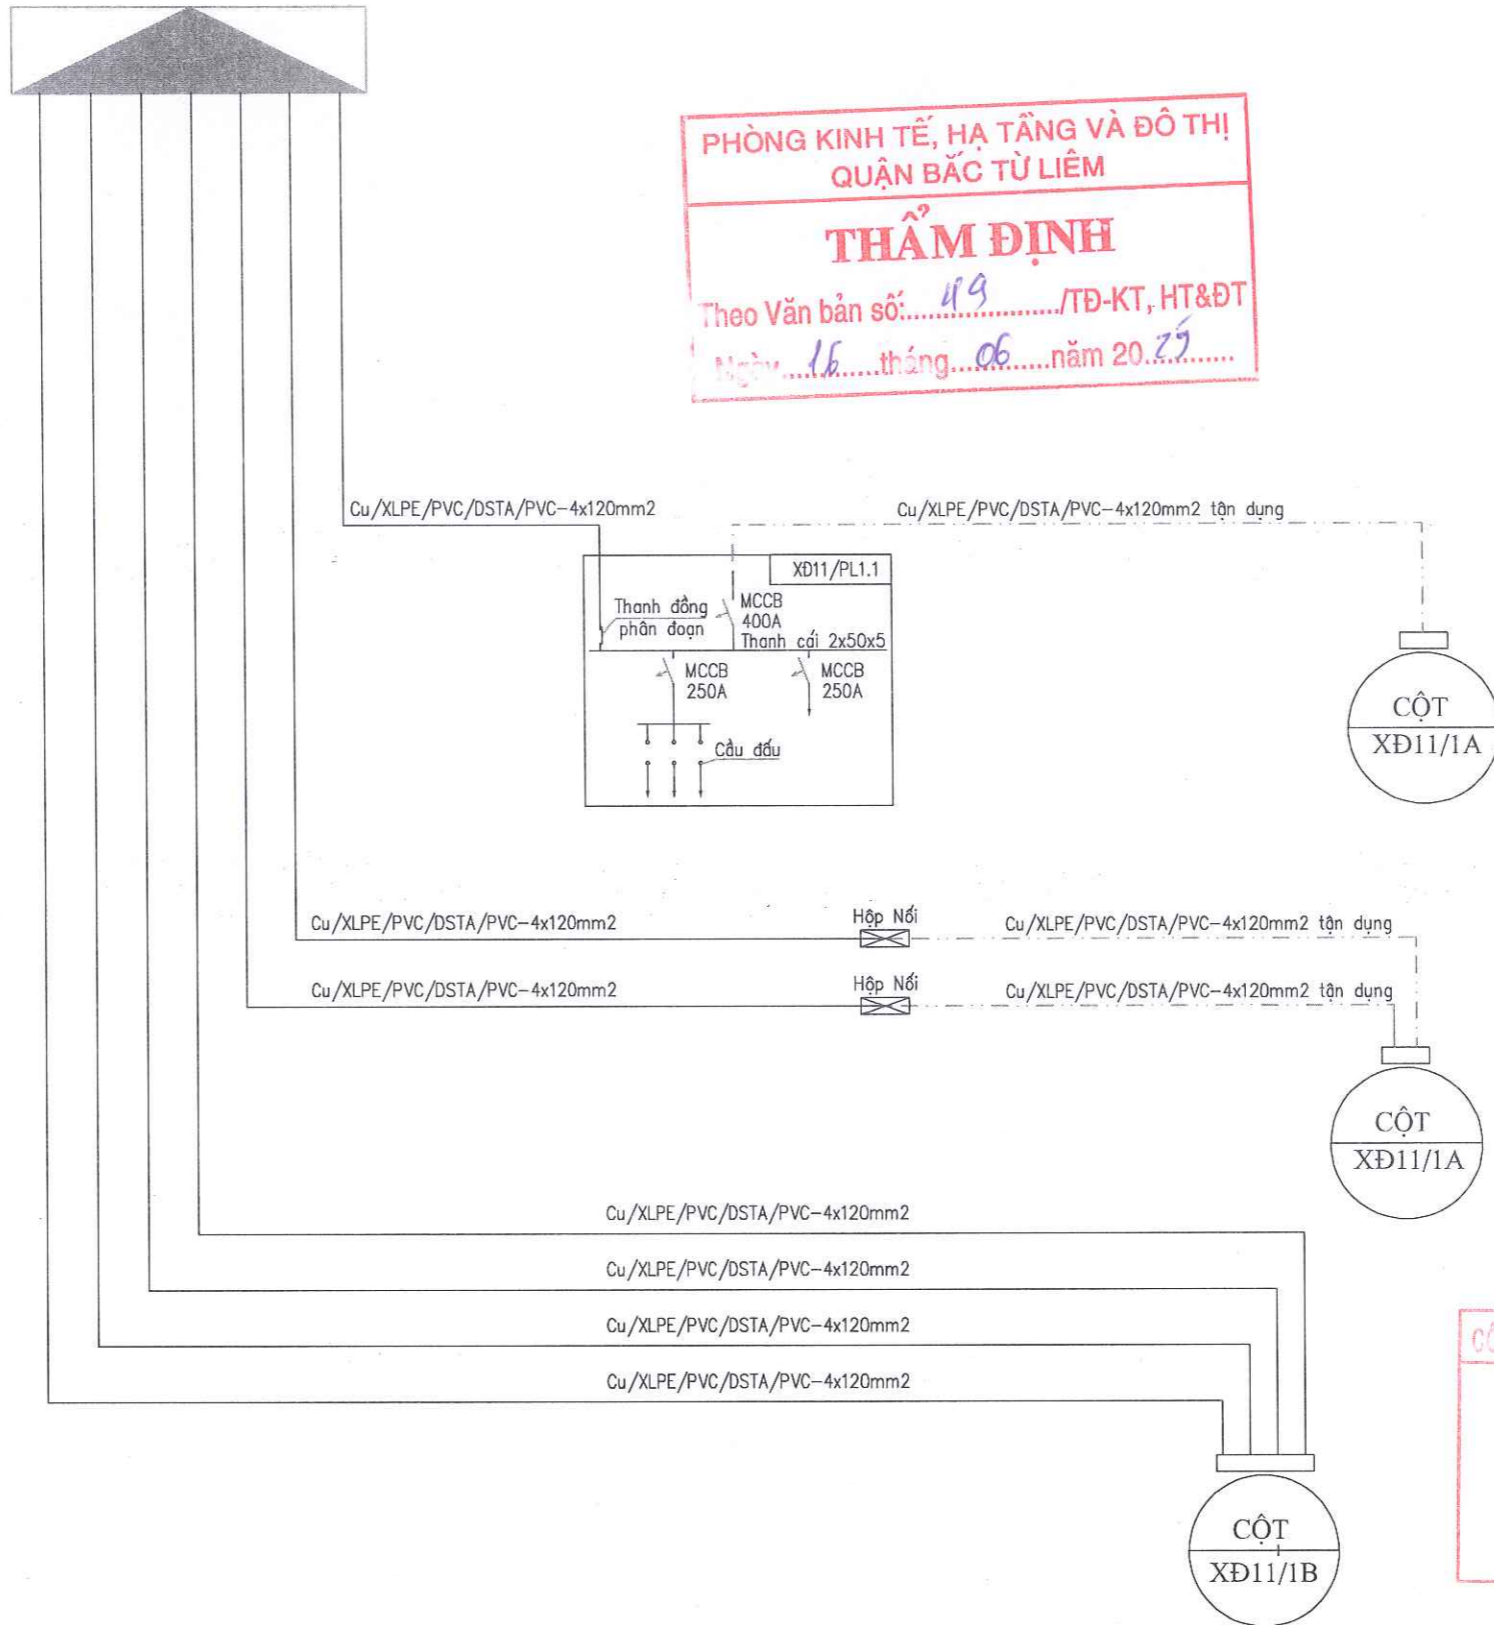 PHÒNG KINH TẾ, HẠ TẦNG VÀ ĐÔ THỊ
QUẬN BẮC TỪ LIÊM
THẨM ĐỊNH
Theo Văn bản số:....49..../TĐ-KT, HT&ĐT
Ngày....16....tháng....06....năm 20.25....
Cu/XLPE/PVC/DSTA/PVC-4x120mm2
Cu/XLPE/PVC/DSTA/PVC-4x120mm2 tận dụng
XĐ11/PL1.1
Thanh đồng
phân đoạn
MCCB
400A
Thanh cái 2x50x5
MCCB
250A
MCCB
250A
Cầu đấu
CỘT
XĐ11/1A
Cu/XLPE/PVC/DSTA/PVC-4x120mm2
Hộp Nối
Cu/XLPE/PVC/DSTA/PVC-4x120mm2 tận dụng
Cu/XLPE/PVC/DSTA/PVC-4x120mm2
Hộp Nối
Cu/XLPE/PVC/DSTA/PVC-4x120mm2 tận dụng
CỘT
XĐ11/1A
Cu/XLPE/PVC/DSTA/PVC-4x120mm2
Cu/XLPE/PVC/DSTA/PVC-4x120mm2
Cu/XLPE/PVC/DSTA/PVC-4x120mm2
Cu/XLPE/PVC/DSTA/PVC-4x120mm2
CỘT
XĐ11/1B